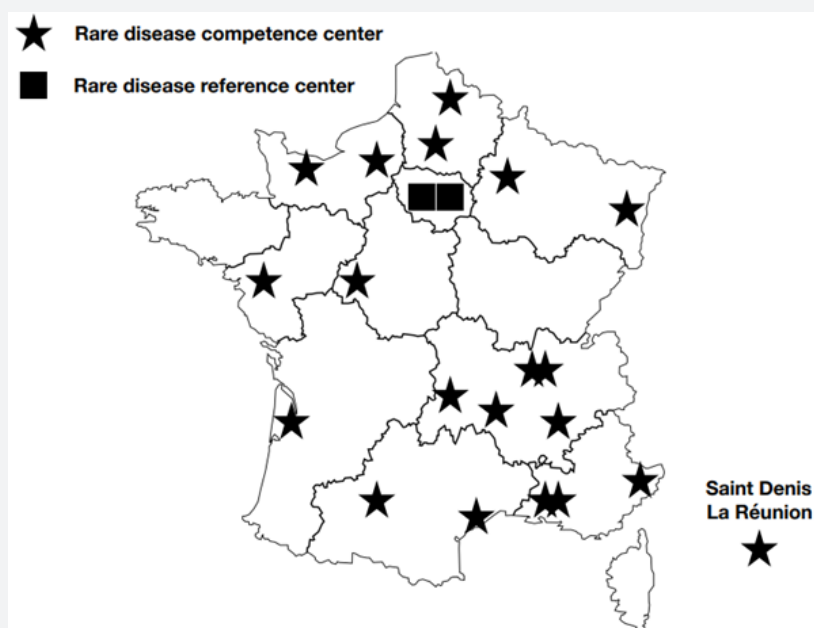 Rare disease competence center
Rare disease reference center
Saint Denis
La Réunion